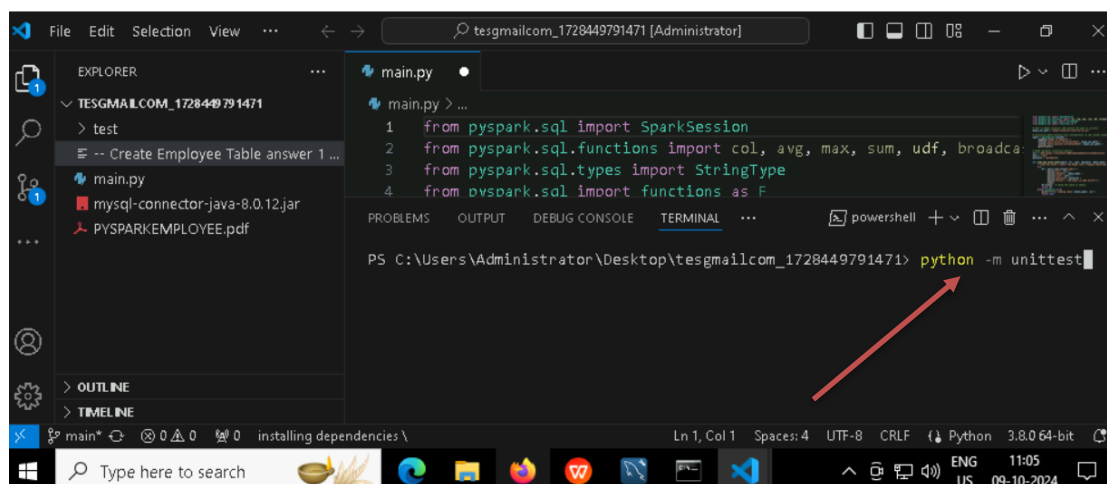 File Edit Selection View ... tesgmailcom_1728449791471 [Administrator]
EXPLORER ...
TESGMAILCOM_1728449791471
test
-- Create Employee Table answer 1 ...
main.py
mysql-connector-java-8.0.12.jar
PYSPARKEMPLOYEE.pdf
OUTLINE
TIMELINE
main.py
main.py > ...
1 from pyspark.sql import SparkSession
2 from pyspark.sql.functions import col, avg, max, sum, udf, broadca
3 from pyspark.sql.types import StringType
4 from pyspark.sql import functions as F
PROBLEMS OUTPUT DEBUG CONSOLE TERMINAL ... powershell
PS C:\Users\Administrator\Desktop\tesgmailcom_1728449791471> python -m unittest
main* 0 0 0 installing dependencies \ Ln 1, Col 1 Spaces: 4 UTF-8 CRLF Python 3.8.0 64-bit
Type here to search ENG 11:05
US 09-10-2024